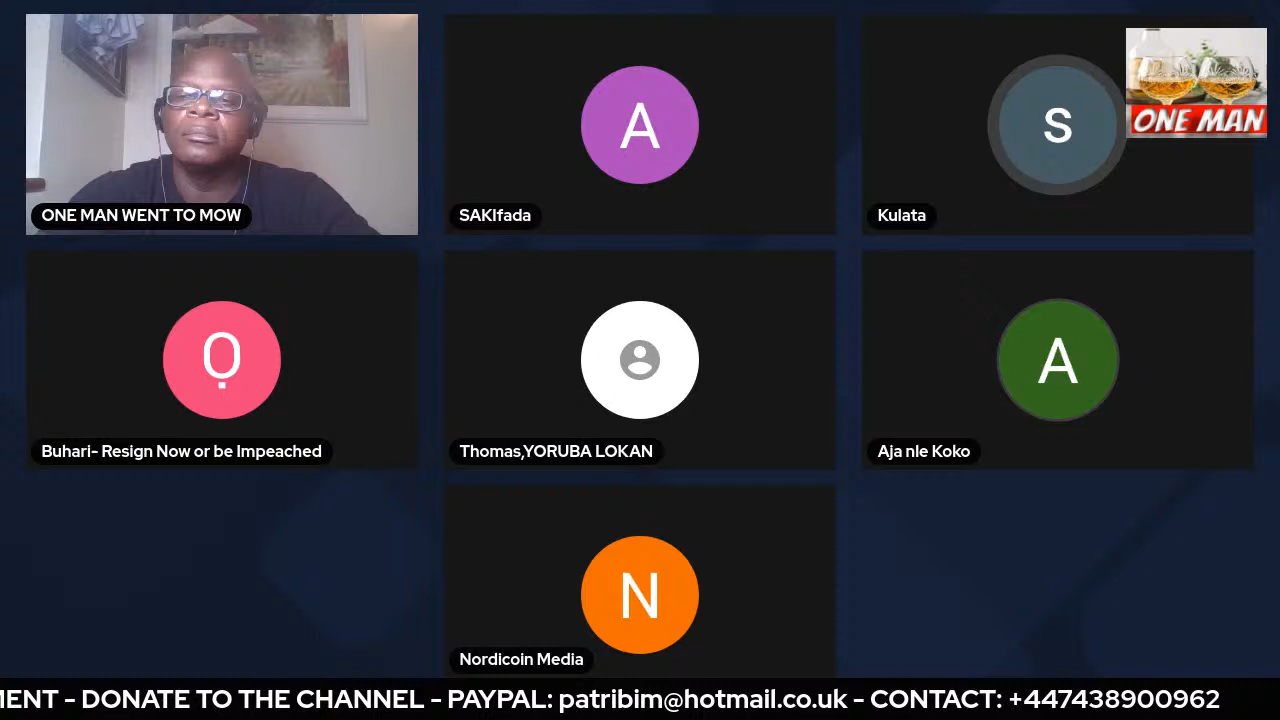 ONE MAN WENT TO MOW
A
SAKIfada
s
Kulata
ONE MAN
Ọ
Buhari- Resign Now or be Impeached
Thomas,YORUBA LOKAN
A
Aja nle Koko
N
Nordicoin Media
MENT - DONATE TO THE CHANNEL - PAYPAL: patribim@hotmail.co.uk - CONTACT: +447438900962